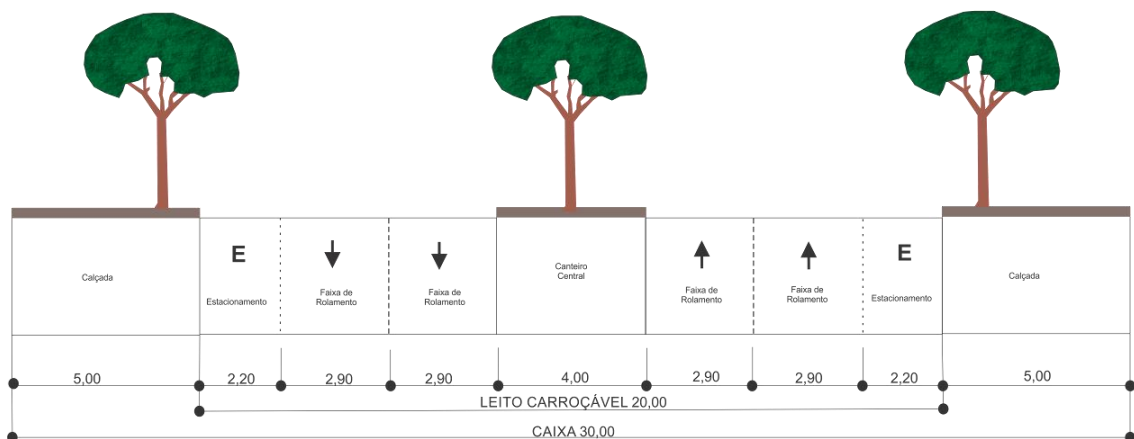 E
E
Calçada
Canteiro
Central
Calçada
Estacionamento
Faixa de
Rolamento
Faixa de
Rolamento
Faixa de
Rolamento
Faixa de
Rolamento
Estacionamento
5,00
2,20
2,90
2,90
4,00
2,90
2,90
2,20
5,00
LEITO CARROÇÁVEL 20,00
CAIXA 30,00